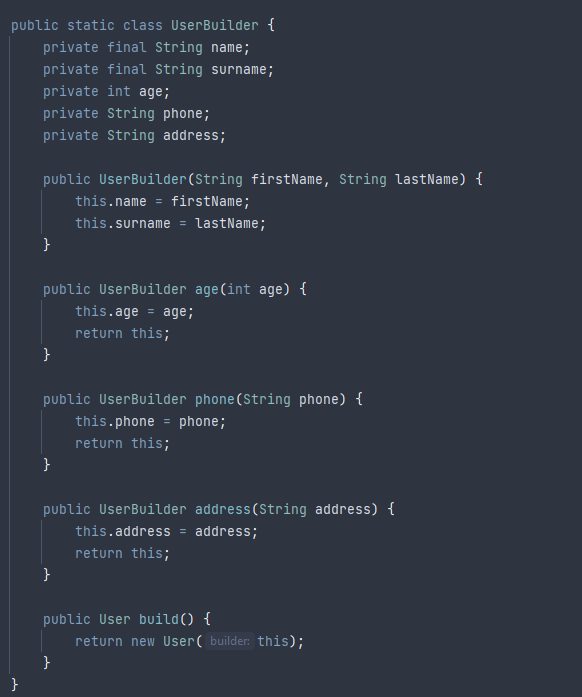 public static class UserBuilder {
    private final String name;
    private final String surname;
    private int age;
    private String phone;
    private String address;

    public UserBuilder(String firstName, String lastName) {
        this.name = firstName;
        this.surname = lastName;
    }

    public UserBuilder age(int age) {
        this.age = age;
        return this;
    }

    public UserBuilder phone(String phone) {
        this.phone = phone;
        return this;
    }

    public UserBuilder address(String address) {
        this.address = address;
        return this;
    }

    public User build() {
        return new User( builder: this);
    }
}